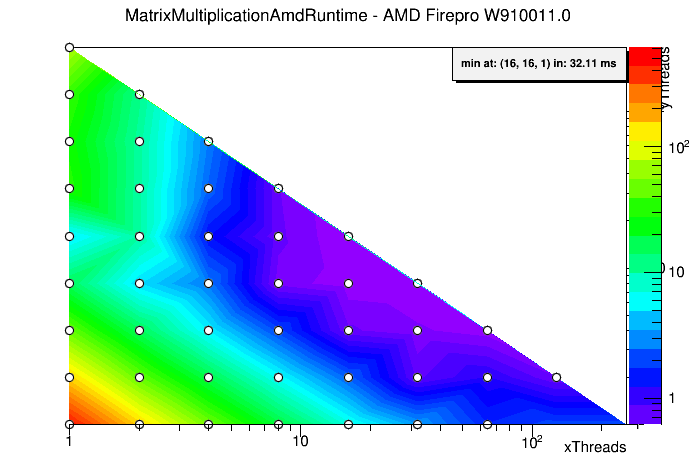 MatrixMultiplicationAmdRuntime - AMD Firepro W910011.0
min at: (16, 16, 1) in: 32.11 ms
yThreads
10²
10
1
1
10
10²
xThreads